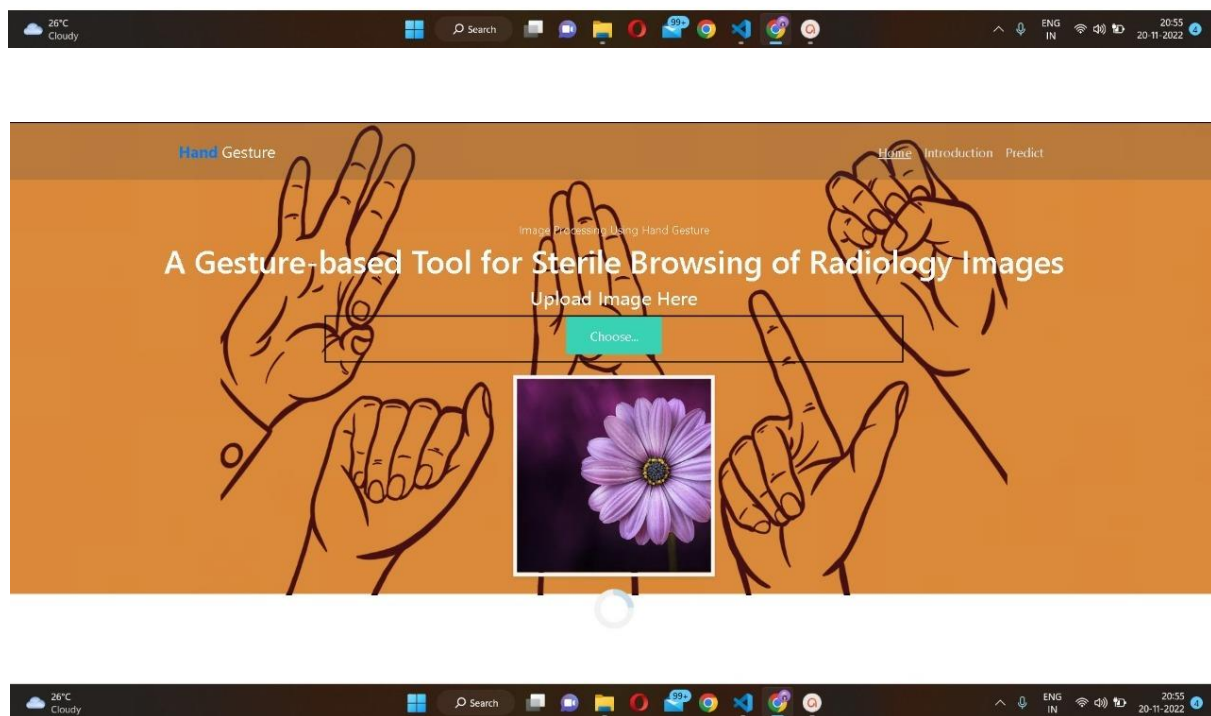 26°C
Cloudy
Search
99+
ENG
IN
20:55
20-11-2022
4
Hand Gesture
Home Introduction Predict
Image Processing Using Hand Gesture
A Gesture-based Tool for Sterile Browsing of Radiology Images
Upload Image Here
Choose...
26°C
Cloudy
Search
99+
ENG
IN
20:55
20-11-2022
4